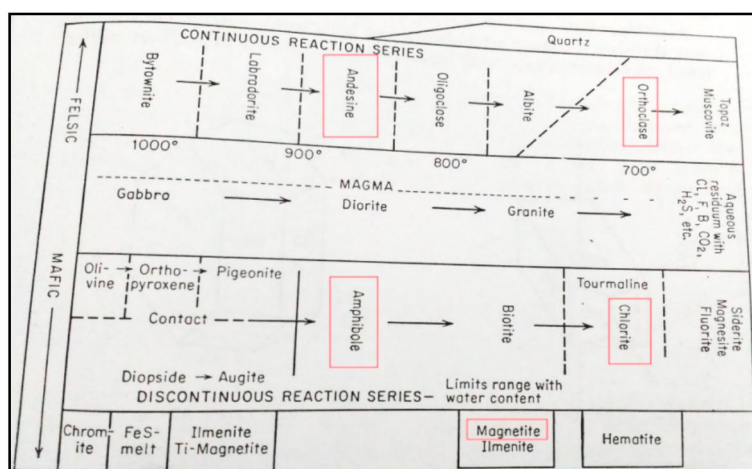 CONTINUOUS REACTION SERIES
Quartz
FELSIC
Bytownite
Labradorite
Andesine
Oligoclase
Albite
Orthoclase
Topaz
Muscovite
1000°
900°
800°
700°
MAGMA
Gabbro
Diorite
Granite
Aqueous
residuum with
CL, F, B, CO2,
H2S, etc.
MAFIC
Oli-
vine
Ortho-
pyroxene
Pigeonite
Contact
Amphibole
Biotite
Tourmaline
Chlorite
Siderite
Magnesite
Fluorite
Diopside → Augite
Limits range with
water content
DISCONTINUOUS REACTION SERIES—
Chrom-
ite
FeS-
melt
Ilmenite
Ti-Magnetite
Magnetite
Ilmenite
Hematite